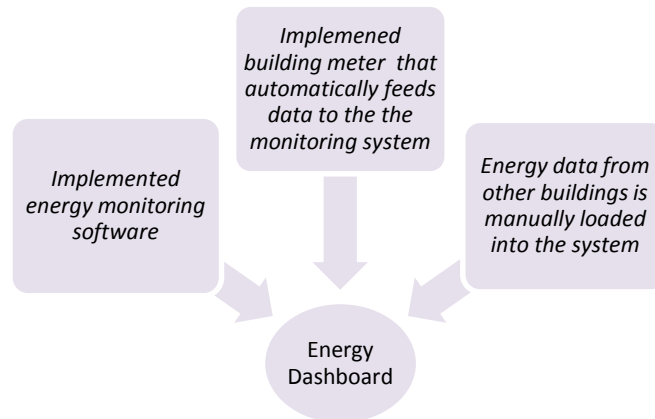 Implemented
energy monitoring
software
Implemened
building meter that
automatically feeds
data to the the
monitoring system
Energy data from
other buildings is
manually loaded
into the system
Energy
Dashboard